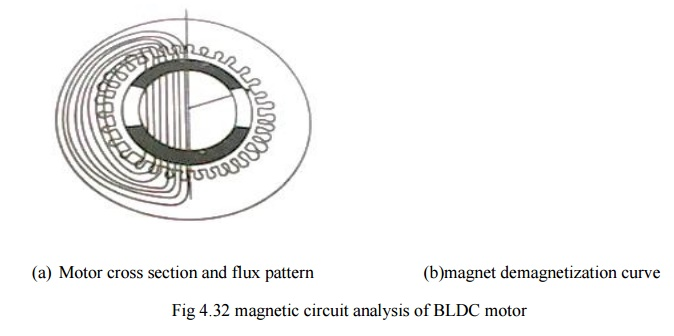 (a) Motor cross section and flux pattern
(b)magnet demagnetization curve
Fig 4.32 magnetic circuit analysis of BLDC motor